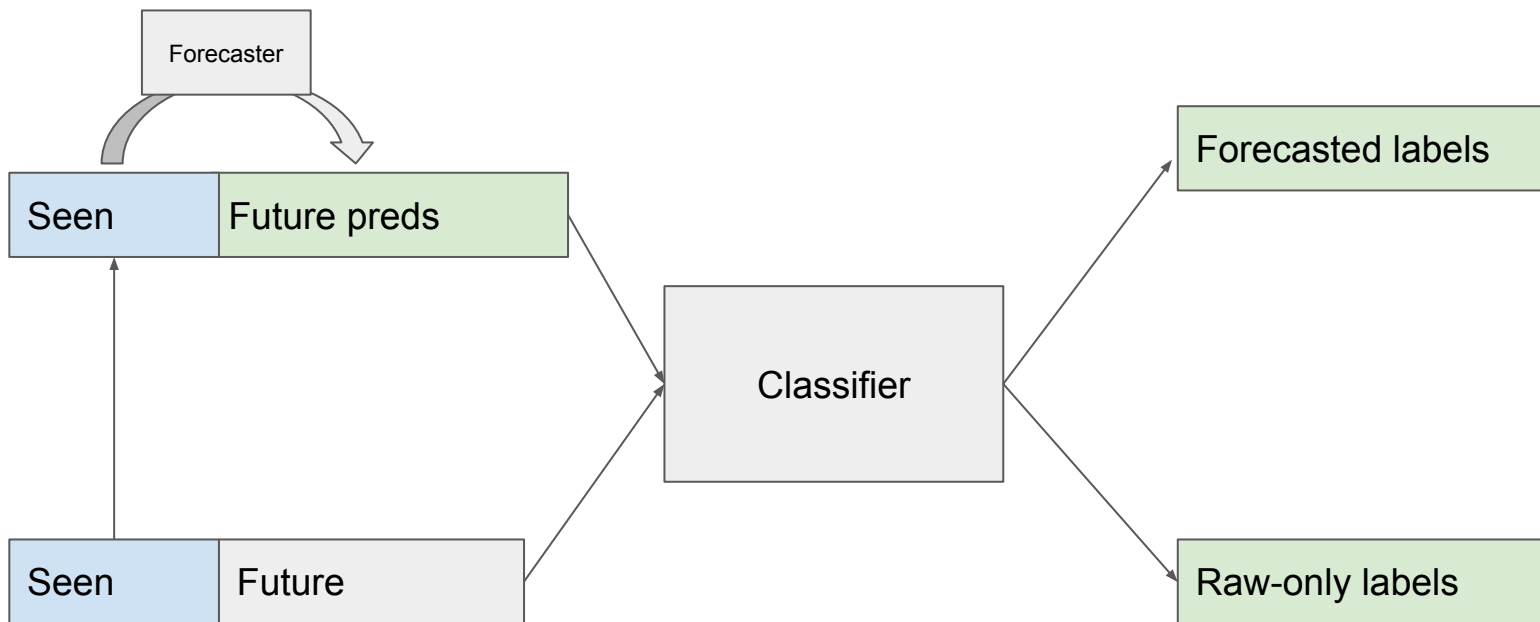 Forecaster
Seen
Future preds
Forecasted labels
Classifier
Seen
Future
Raw-only labels